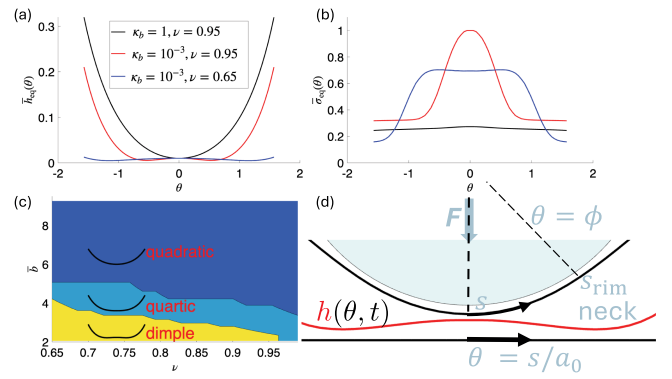 (a)
0.3
0.2
0.1
0
h̅eq(θ)
κb = 1, ν = 0.95
κb = 10⁻³, ν = 0.95
κb = 10⁻³, ν = 0.65
-2
-1
0
1
2
θ
(b)
1
0.8
0.6
0.4
0.2
0
σ̅eq(θ)
-2
-1
0
1
2
θ
(c)
8
6
4
2
b̅
quadratic
quartic
dimple
0.65
0.7
0.75
0.8
0.85
0.9
0.95
ν
(d)
F
θ = ϕ
s
srim
neck
h(θ, t)
θ = s/a₀